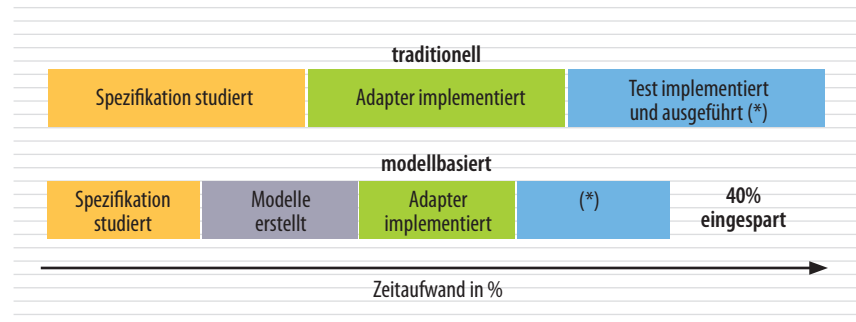 traditionell
Spezifikation studiert
Adapter implementiert
Test implementiert
und ausgeführt (*)
modellbasiert
Spezifikation
studiert
Modelle
erstellt
Adapter
implementiert
(*)
40%
eingespart
Zeitaufwand in %